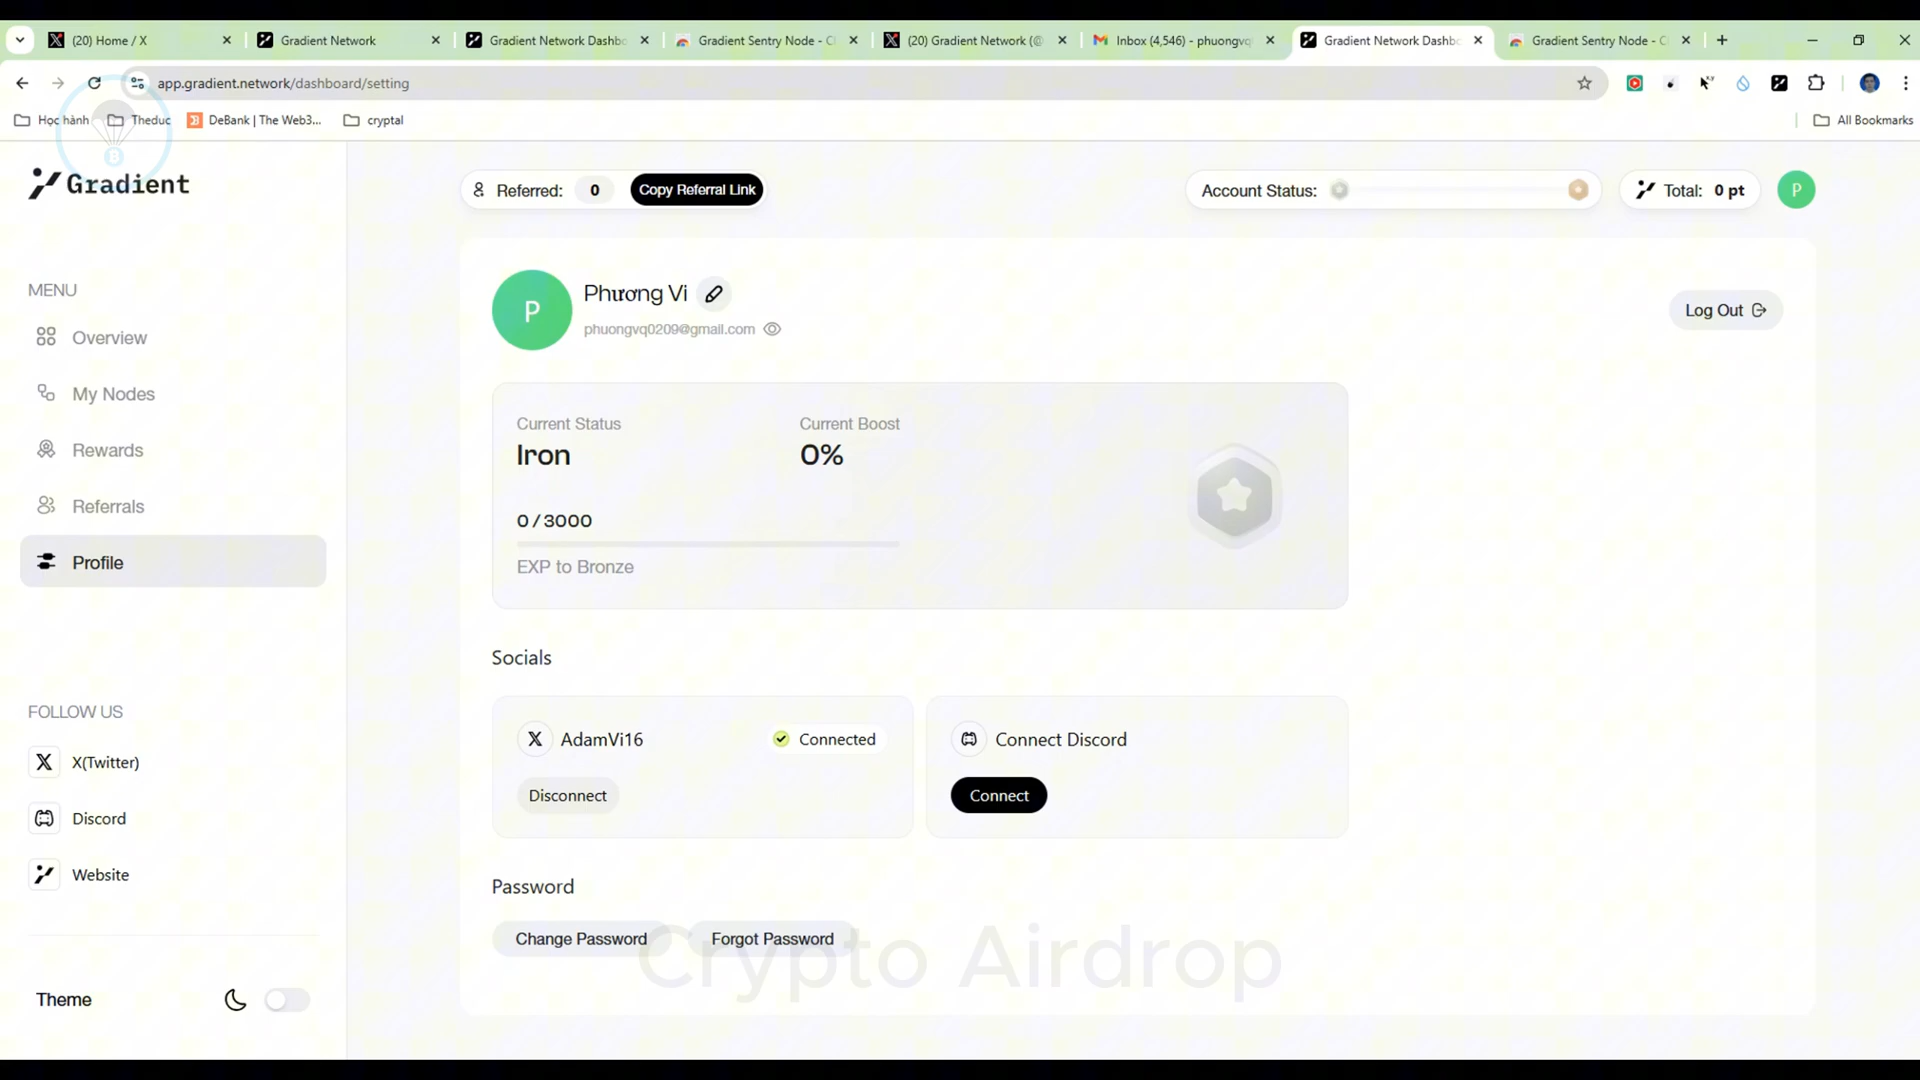 (20) Home / X
Gradient Network
Gradient Network Dashb
Gradient Sentry Node - C
(20) Gradient Network (@
Inbox (4,546) - phuongvq
Gradient Network Dashb
Gradient Sentry Node - C
app.gradient.network/dashboard/setting
Học hành
Theduc
DeBank | The Web3...
cryptal
All Bookmarks
Gradient
Referred: 0
Copy Referral Link
Account Status:
Total: 0 pt
P
MENU
Overview
My Nodes
Rewards
Referrals
Profile
P
Phương Vi
phuongvq0209@gmail.com
Log Out
Current Status
Iron
Current Boost
0%
0 / 3000
EXP to Bronze
Socials
AdamVi16
Connected
Disconnect
Connect Discord
Connect
FOLLOW US
X(Twitter)
Discord
Website
Password
Change Password
Forgot Password
Crypto Airdrop
Theme